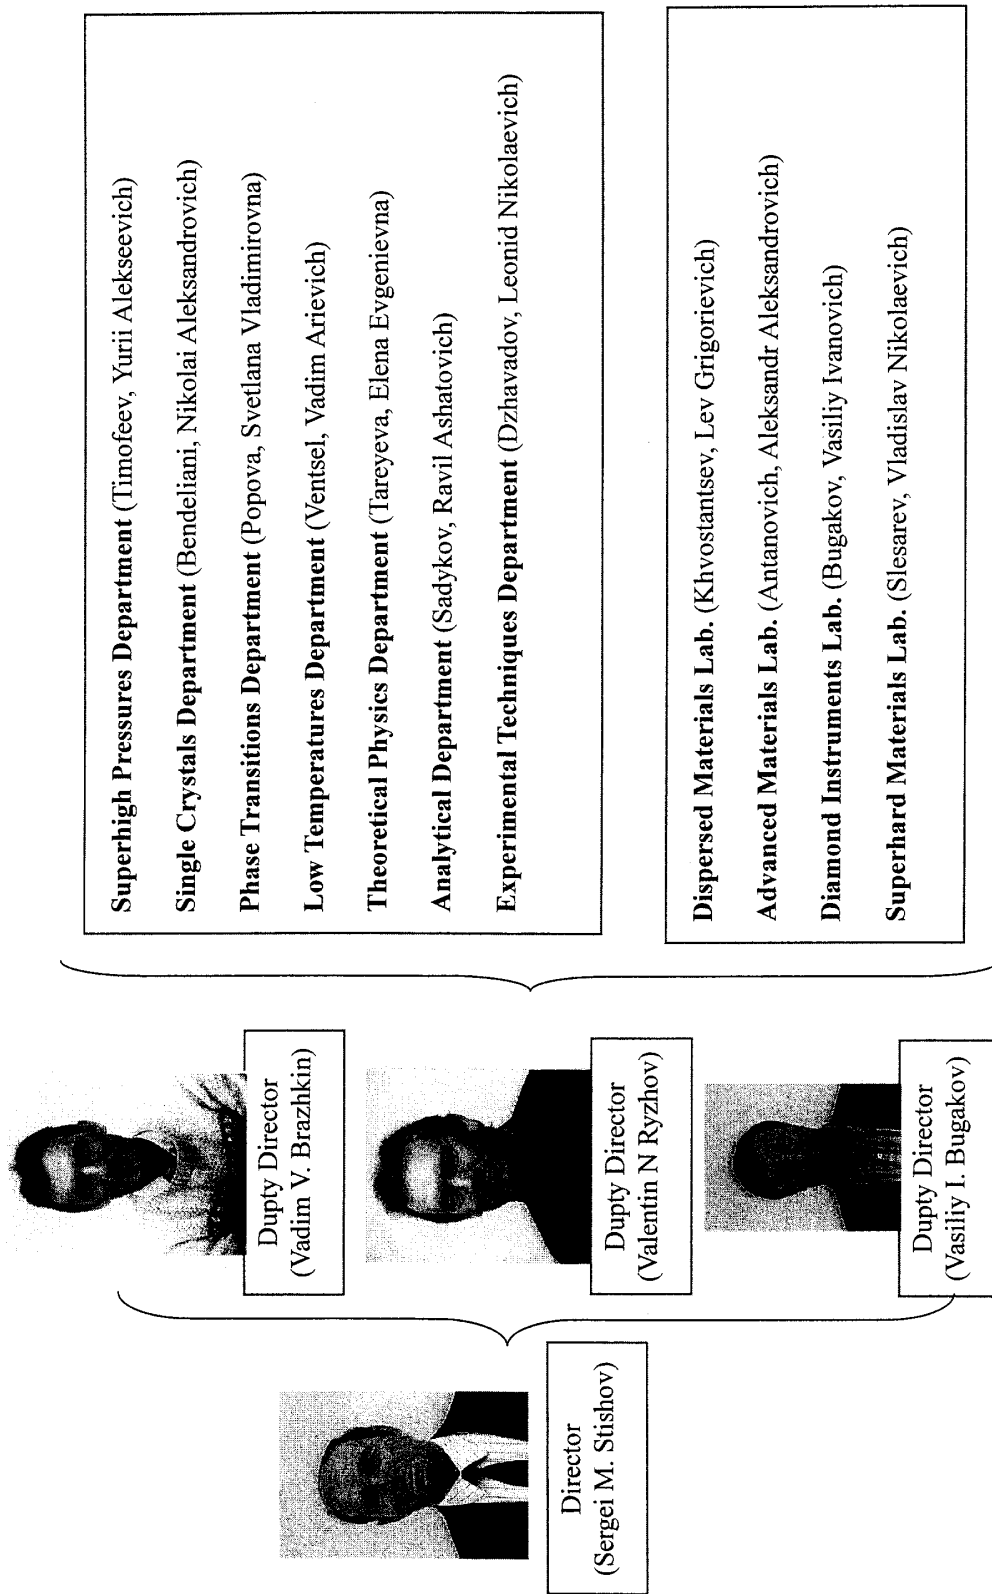 Director
(Sergei M. Stishov)
Dupty Director
(Vadim V. Brazhkin)
Dupty Director
(Valentin N Ryzhov)
Dupty Director
(Vasiliy I. Bugakov)
Superhigh Pressures Department (Timofeev, Yurii Alekseevich)
Single Crystals Department (Bendeliani, Nikolai Aleksandrovich)
Phase Transitions Department (Popova, Svetlana Vladimirovna)
Low Temperatures Department (Ventsel, Vadim Arievich)
Theoretical Physics Department (Tareyeva, Elena Evgenievna)
Analytical Department (Sadykov, Ravil Ashatovich)
Experimental Techniques Department (Dzhavadov, Leonid Nikolaevich)
Dispersed Materials Lab. (Khvostantsev, Lev Grigorievich)
Advanced Materials Lab. (Antanovich, Aleksandr Aleksandrovich)
Diamond Instruments Lab. (Bugakov, Vasiliy Ivanovich)
Superhard Materials Lab. (Slesarev, Vladislav Nikolaevich)